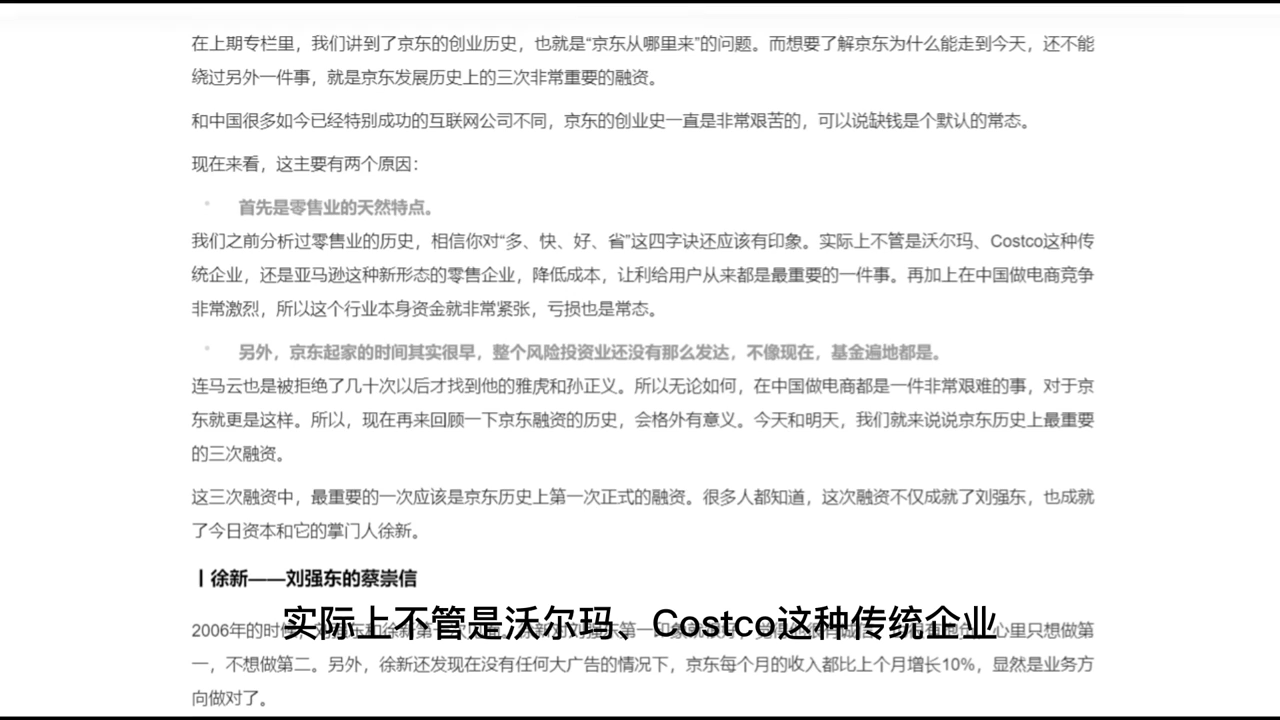 在上期专栏里，我们讲到了京东的创业历史，也就是“京东从哪里来”的问题。而想要了解京东为什么能走到今天，还不能
绕过另外一件事，就是京东发展历史上的三次非常重要的融资。
和中国很多如今已经特别成功的互联网公司不同，京东的创业史一直是非常艰苦的，可以说缺钱是个默认的常态。
现在来看，这主要有两个原因：
首先是零售业的天然特点。
我们之前分析过零售业的历史，相信你对“多、快、好、省”这四字诀还应该有印象。实际上不管是沃尔玛、Costco这种传
统企业，还是亚马逊这种新形态的零售企业，降低成本，让利给用户从来都是最重要的一件事。再加上在中国做电商竞争
非常激烈，所以这个行业本身资金就非常紧张，亏损也是常态。
另外，京东起家的时间其实很早，整个风险投资业还没有那么发达，不像现在，基金遍地都是。
连马云也是被拒绝了几十次以后才找到他的雅虎和孙正义。所以无论如何，在中国做电商都是一件非常艰难的事，对于京
东就更是这样。所以，现在再来回顾一下京东融资的历史，会格外有意义。今天和明天，我们就来说说京东历史上最重要
的三次融资。
这三次融资中，最重要的一次应该是京东历史上第一次正式的融资。很多人都知道，这次融资不仅成就了刘强东，也成就
了今日资本和它的掌门人徐新。
丨徐新——刘强东的蔡崇信
2006年的时 心里只想做第
实际上不管是沃尔玛、Costco这种传统企业
一，不想做第二。另外，徐新还发现在没有任何大广告的情况下，京东每个月的收入都比上个月增长10%，显然是业务方
向做对了。